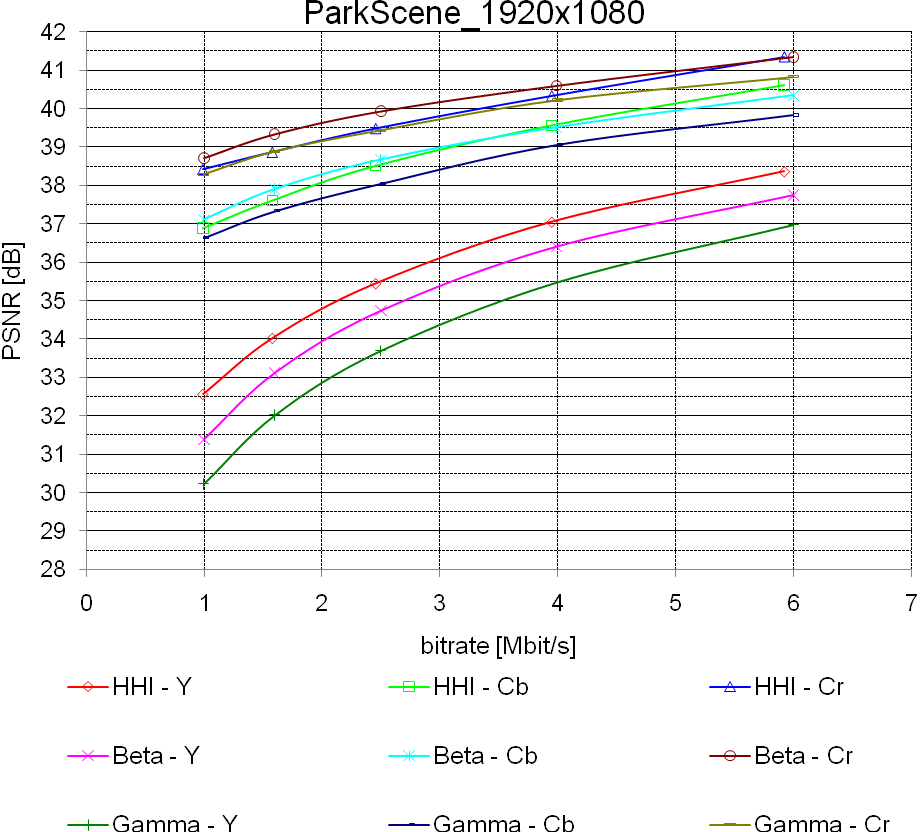 ParkScene_1920x1080
42
41
40
39
38
37
36
35
34
33
32
31
30
29
28
PSNR [dB]
0 1 2 3 4 5 6 7
bitrate [Mbit/s]
HHI - Y HHI - Cb HHI - Cr
Beta - Y Beta - Cb Beta - Cr
Gamma - Y Gamma - Cb Gamma - Cr